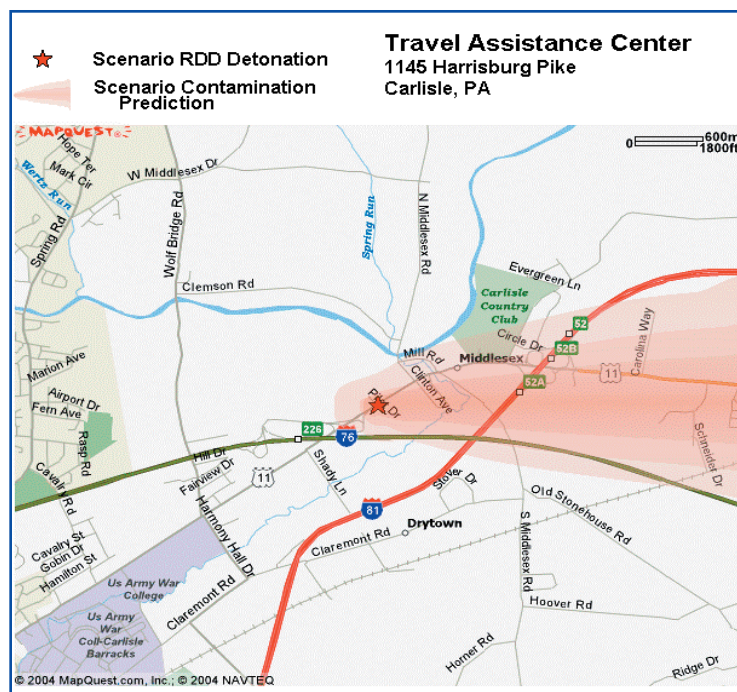 Scenario RDD Detonation
Scenario Contamination
Prediction
Travel Assistance Center
1145 Harrisburg Pike
Carlisle, PA
MAPQUEST®
0 600m
1800ft
Hope Ter
Mark Cir
Wertz Run
Spring Rd
W Middlesex Dr
Wolf Bridge Rd
Spring Run
N Middlesex Rd
Clemson Rd
Evergreen Ln
Carlisle
Country
Club
Circle Dr
52
52B
52A
Carolina Way
Mill Rd
Middlesex
11
Clinton Ave
Marion Ave
Airport Dr
Fern Ave
Rasp Rd
226
76
Hill Dr
Fairview Dr
11
Shady Ln
Harmony Hall Dr
Cavalry Rd
Schneider Dr
Stover Dr
81
Drytown
Claremont Rd
Old Stonehouse Rd
S Middlesex Rd
Cavalry St
Gobin Dr
Hamilton St
Us Army War
College
Claremont Rd
Us Army
War
Coll-Carlisle
Barracks
Hoover Rd
Horner Rd
Ridge Dr
© 2004 MapQuest.com, Inc.; © 2004 NAVTEQ